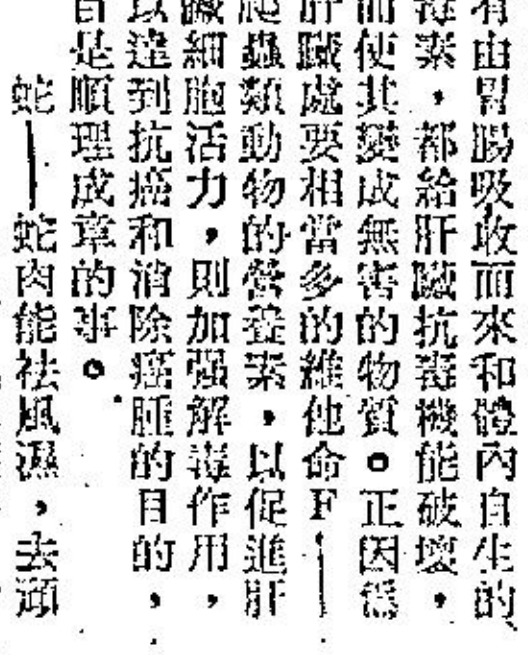 有由胃腸吸收而來和體內自生的
毒素，都給肝臟抗毒機能破壞，
而使其變成無害的物質。正因爲
肝臟處要相當多的維他命F——
爬蟲類動物的營養素，以促進肝
臟細胞活力，則加强解毒作用，
以達到抗癌和消除癌腫的目的，
自是順理成章的事。
蛇——蛇肉能祛風濕，去頑